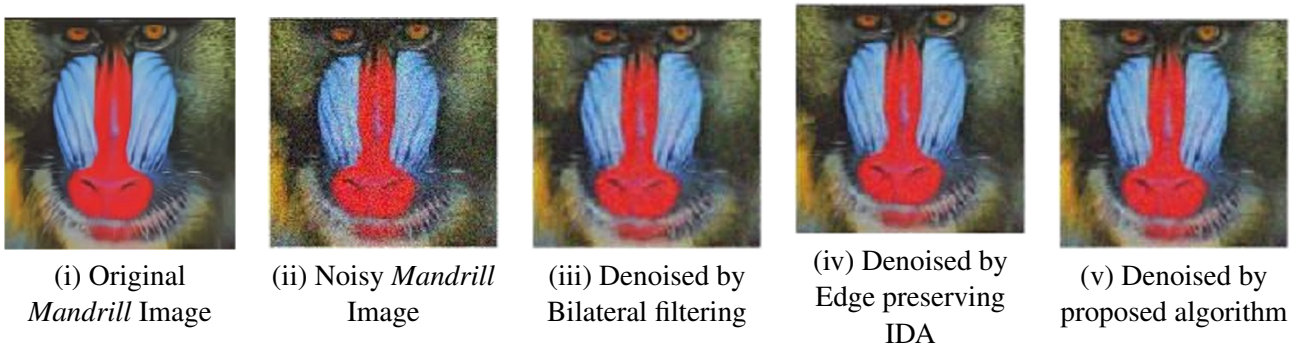 (i) Original
Mandrill Image
(ii) Noisy Mandrill
Image
(iii) Denoised by
Bilateral filtering
(iv) Denoised by
Edge preserving
IDA
(v) Denoised by
proposed algorithm